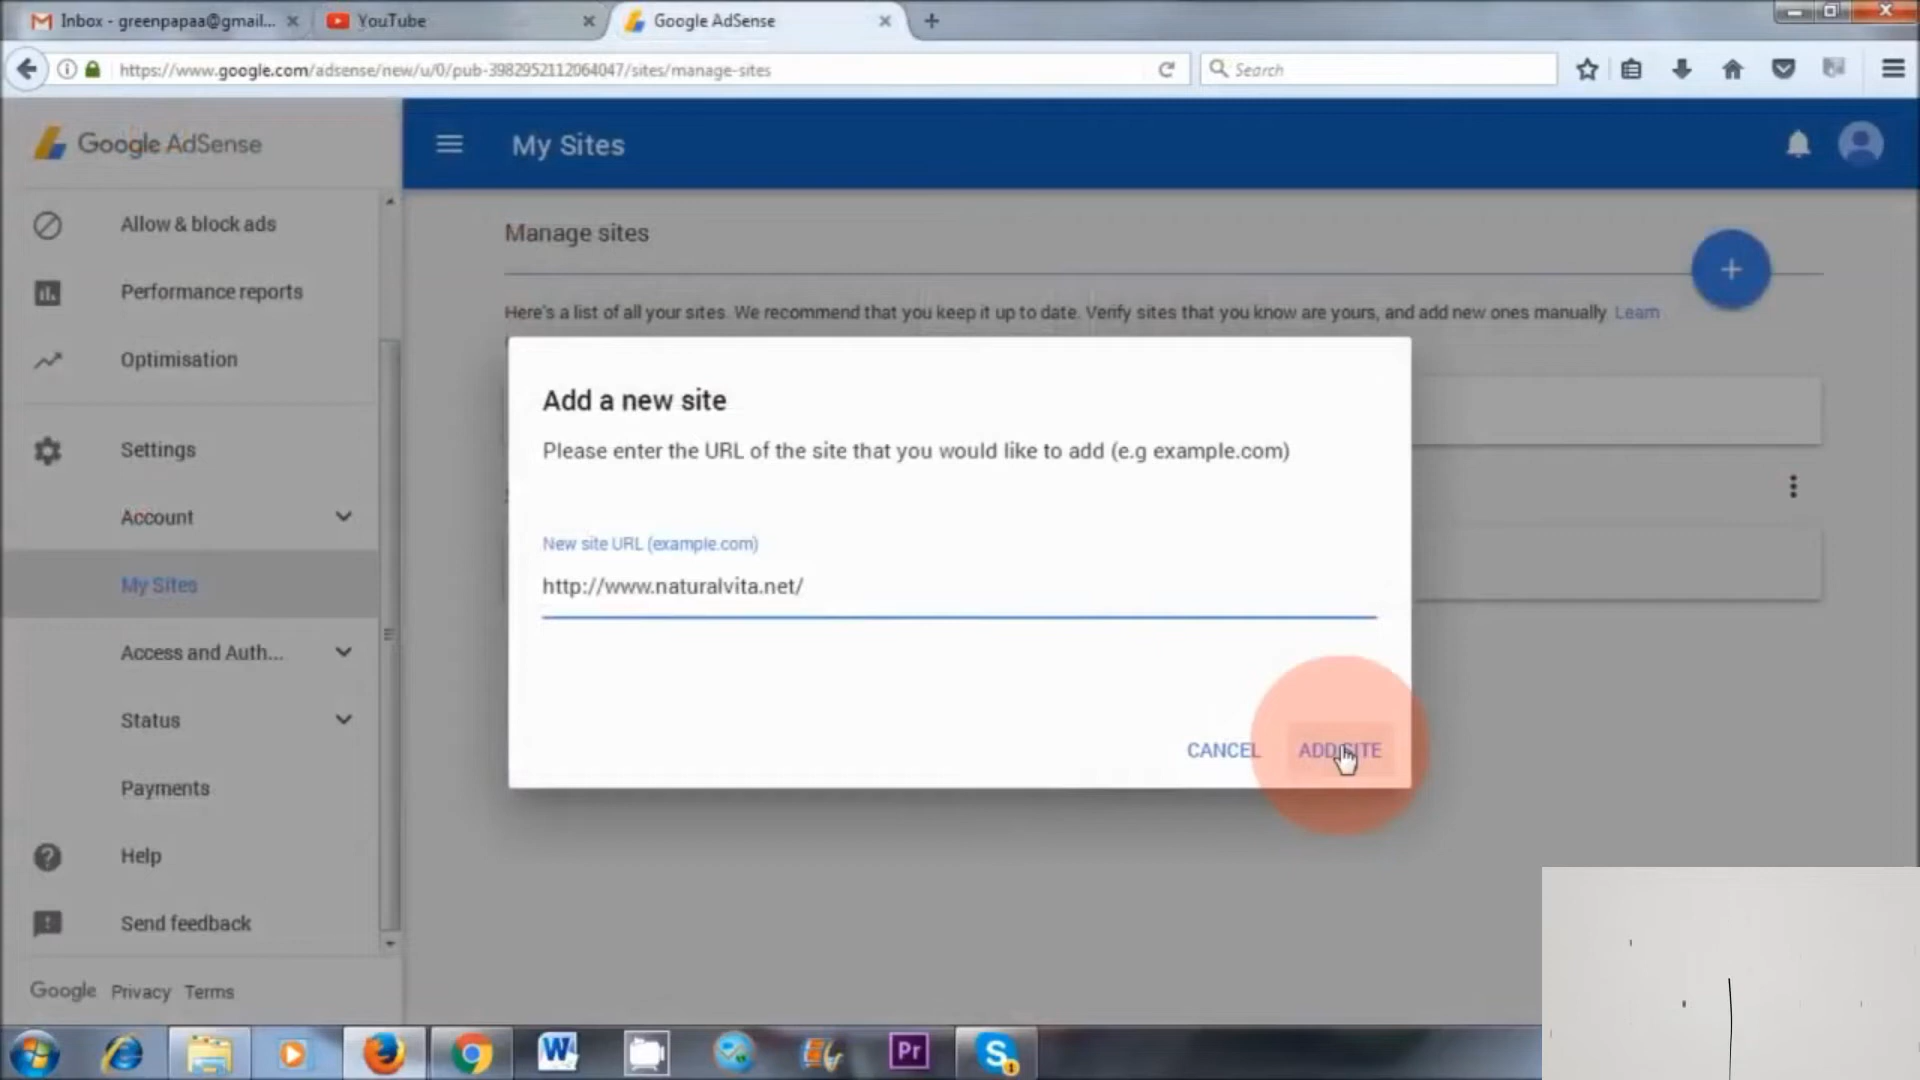 Inbox - greenpapaa@gmail...
YouTube
Google AdSense
https://www.google.com/adsense/new/u/0/pub-3982952112064047/sites/manage-sites
Search
Google AdSense
My Sites
Allow & block ads
Performance reports
Optimisation
Settings
Account
My Sites
Access and Auth...
Status
Payments
Help
Send feedback
Google Privacy Terms
Manage sites
Here's a list of all your sites. We recommend that you keep it up to date. Verify sites that you know are yours, and add new ones manually Learn
Add a new site
Please enter the URL of the site that you would like to add (e.g example.com)
New site URL (example.com)
http://www.naturalvita.net/
CANCEL ADD SITE
W
Pr
S